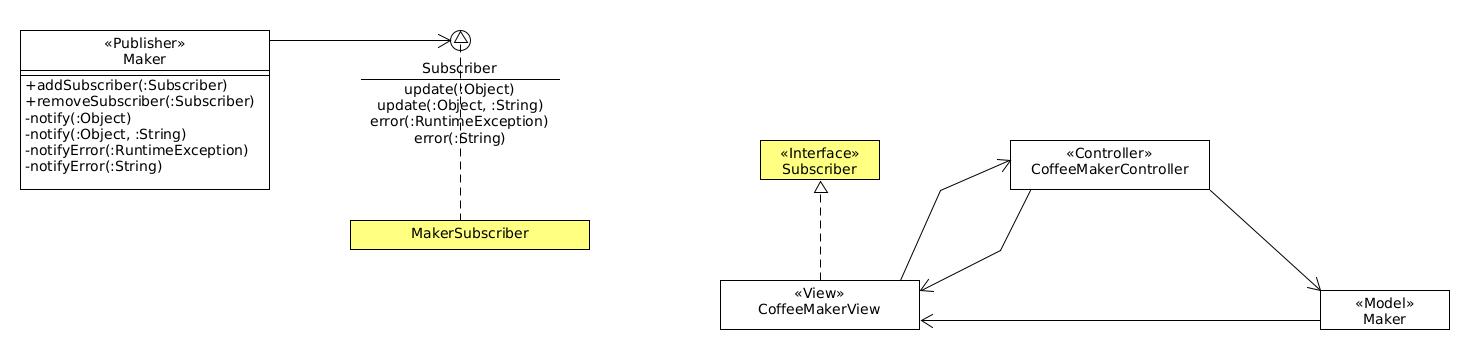 «Publisher»
Maker
+addSubscriber(:Subscriber)
+removeSubscriber(:Subscriber)
-notify(:Object)
-notify(:Object, :String)
-notifyError(:RuntimeException)
-notifyError(:String)
Subscriber
update(:Object)
update(:Object, :String)
error(:RuntimeException)
error(:String)
MakerSubscriber
«Interface»
Subscriber
«Controller»
CoffeeMakerController
«View»
CoffeeMakerView
«Model»
Maker